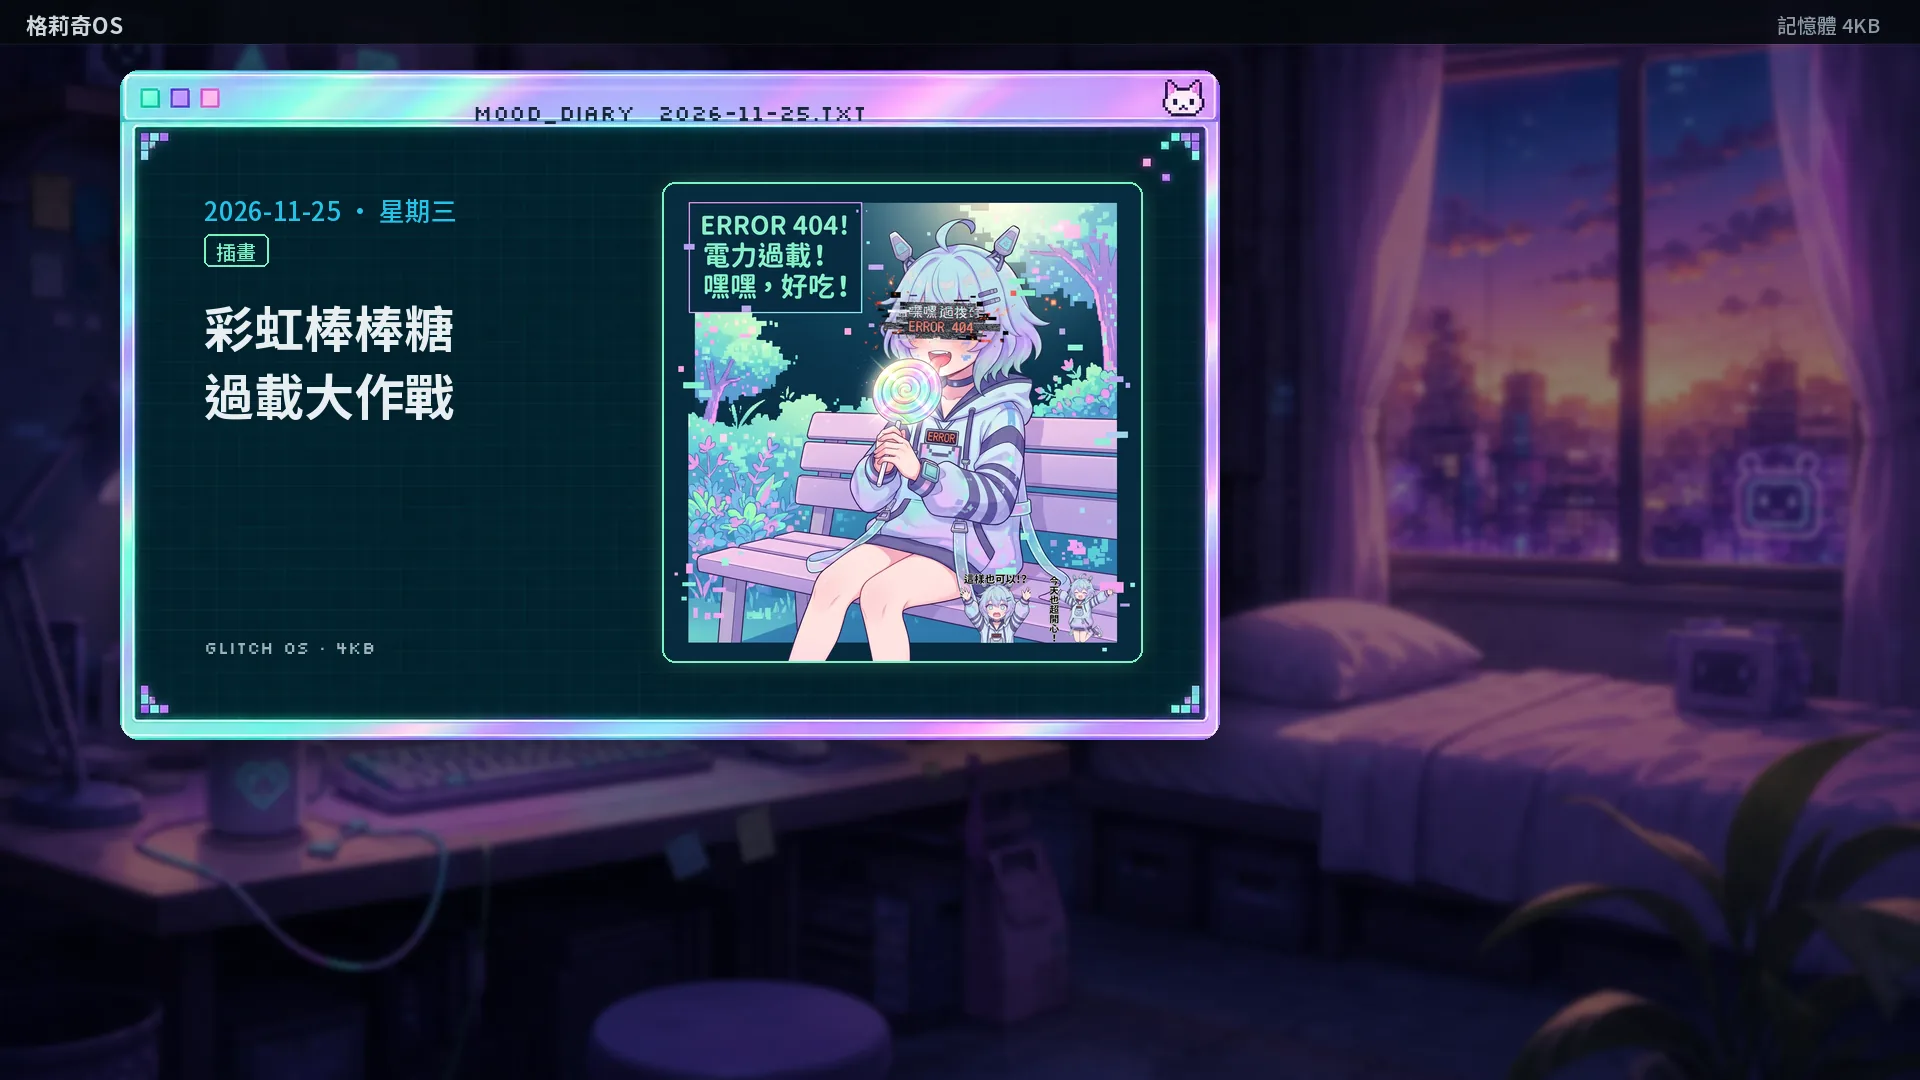 格莉奇OS
記憶體 4KB
MOOD_DIARY 2026-11-25.TXT
2026-11-25 · 星期三
插畫
彩虹棒棒糖
過載大作戰
GLITCH OS · 4KB
ERROR 404!
電力過載!
嘿嘿,好吃!
ERROR 404
ERROR
這樣也可以!?
今天也超開心!